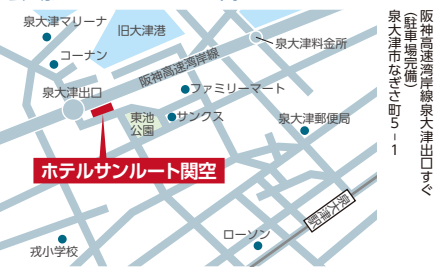 泉大津マリーナ
旧大津港
コーナン
泉大津料金所
阪神高速湾岸線
泉大津出口
ファミリーマート
東池
公園
サンクス
泉大津郵便局
ホテルサンルート関空
泉大津駅
ローソン
戎小学校
阪神高速湾岸線泉大津出口すぐ
(駐車場完備)
泉大津市なぎさ町5-1